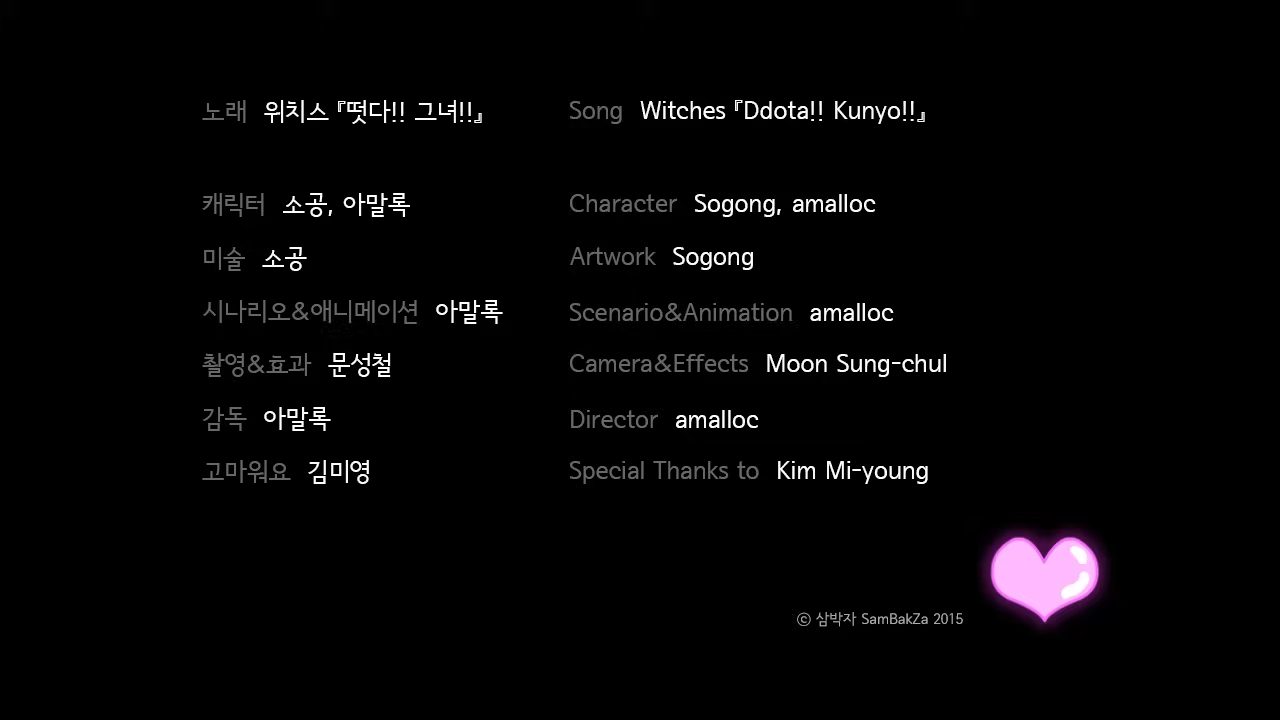 노래 위치스 『떳다!! 그녀!!』 Song Witches 『Ddota!! Kunyo!!』
캐릭터 소공, 아말록 Character Sogong, amalloc
미술 소공 Artwork Sogong
시나리오&애니메이션 아말록 Scenario&Animation amalloc
촬영&효과 문성철 Camera&Effects Moon Sung-chul
감독 아말록 Director amalloc
고마워요 김미영 Special Thanks to Kim Mi-young
© 삼박자 SamBakZa 2015